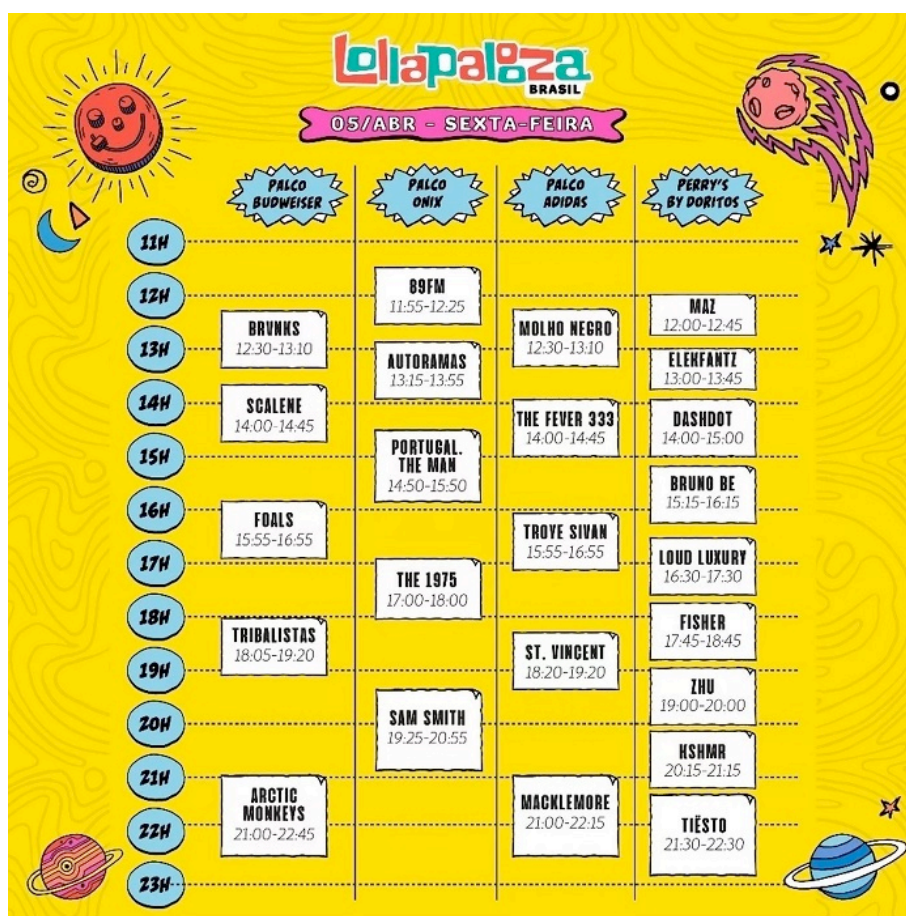 Lollapalooza
BRASIL
05/ABR - SEXTA-FEIRA
PALCO
BUDWEISER
PALCO
ONIX
PALCO
ADIDAS
PERRY'S
BY DORITOS
11H
12H
13H
14H
15H
16H
17H
18H
19H
20H
21H
22H
23H
BRVNKS
12:30-13:10
SCALENE
14:00-14:45
FOALS
15:55-16:55
TRIBALISTAS
18:05-19:20
ARCTIC
MONKEYS
21:00-22:45
89FM
11:55-12:25
AUTORAMAS
13:15-13:55
PORTUGAL.
THE MAN
14:50-15:50
THE 1975
17:00-18:00
SAM SMITH
19:25-20:55
MOLHO NEGRO
12:30-13:10
THE FEVER 333
14:00-14:45
TROYE SIVAN
15:55-16:55
ST. VINCENT
18:20-19:20
MACKLEMORE
21:00-22:15
MAZ
12:00-12:45
ELEKFANTZ
13:00-13:45
DASHDOT
14:00-15:00
BRUNO BE
15:15-16:15
LOUD LUXURY
16:30-17:30
FISHER
17:45-18:45
ZHU
19:00-20:00
KSHMR
20:15-21:15
TIËSTO
21:30-22:30